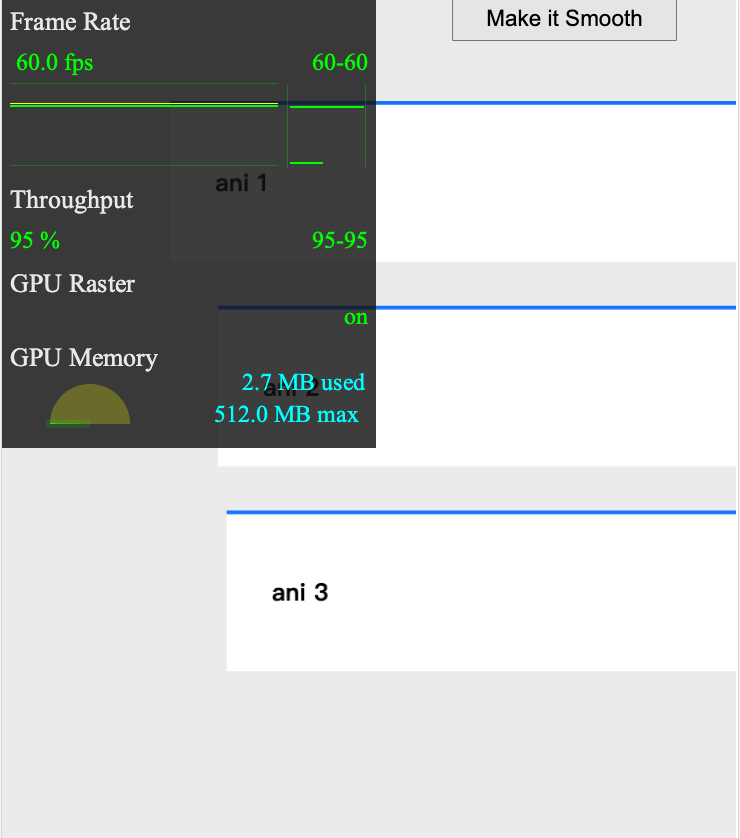 Frame Rate
Make it Smooth
60.0 fps 60-60
ani 1
Throughput
95 % 95-95
GPU Raster
on
GPU Memory
2.7 MB used
ani 2
512.0 MB max
ani 3